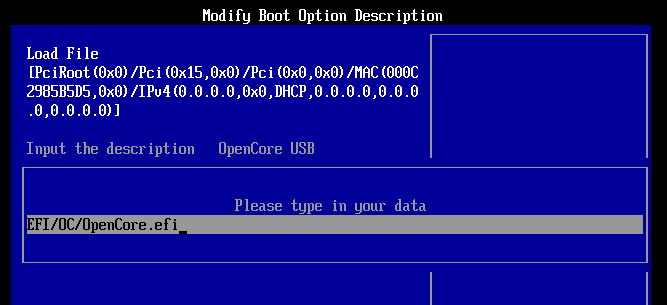 Modify Boot Option Description
Load File
[PciRoot(0x0)/Pci(0x15,0x0)/Pci(0x0,0x0)/MAC(000C
2985B5D5,0x0)/IPv4(0.0.0.0,0x0,DHCP,0.0.0.0,0.0.0
.0,0.0.0.0)]
Input the description OpenCore USB
Please type in your data
EFI/OC/OpenCore.efi_